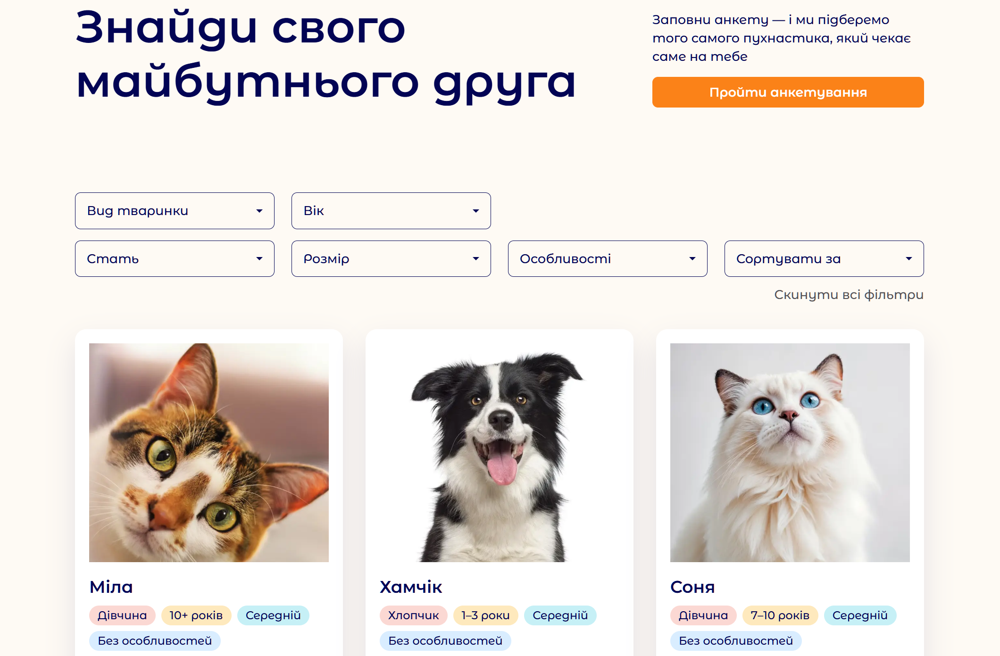 Знайди свого
майбутнього друга
Заповни анкету — і ми підберемо
того самого пухнастика, який чекає
саме на тебе
Пройти анкетування
Вид тваринки
Вік
Стать
Розмір
Особливості
Сортувати за
Скинути всі фільтри
Міла
Дівчина
10+ років
Середній
Без особливостей
Хамчік
Хлопчик
1–3 роки
Середній
Без особливостей
Соня
Дівчина
7–10 років
Середній
Без особливостей